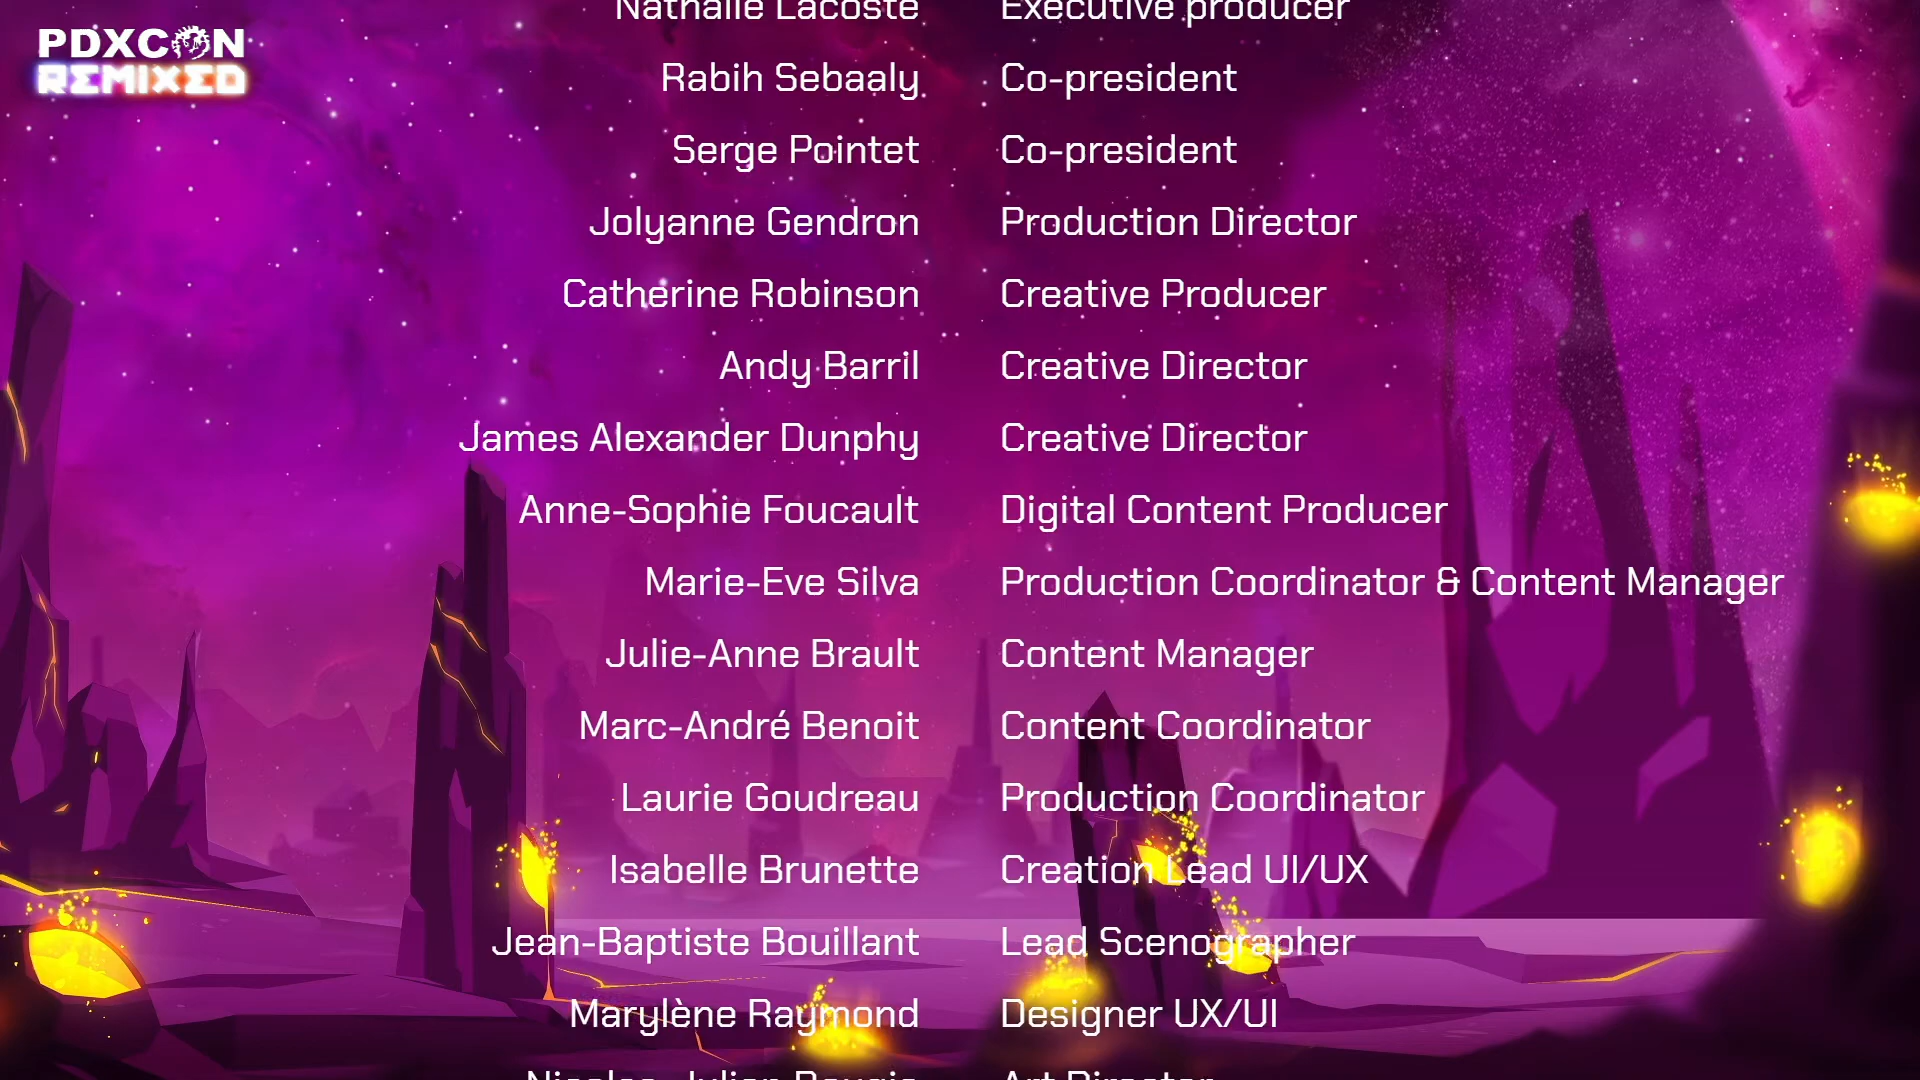 PDXCON
REMIXED
Nathalie Lacoste Executive producer
Rabih Sebaaly Co-president
Serge Pointet Co-president
Jolyanne Gendron Production Director
Catherine Robinson Creative Producer
Andy Barril Creative Director
James Alexander Dunphy Creative Director
Anne-Sophie Foucault Digital Content Producer
Marie-Eve Silva Production Coordinator & Content Manager
Julie-Anne Brault Content Manager
Marc-André Benoit Content Coordinator
Laurie Goudreau Production Coordinator
Isabelle Brunette Creation Lead UI/UX
Jean-Baptiste Bouillant Lead Scenographer
Marylène Raymond Designer UX/UI
Art Director